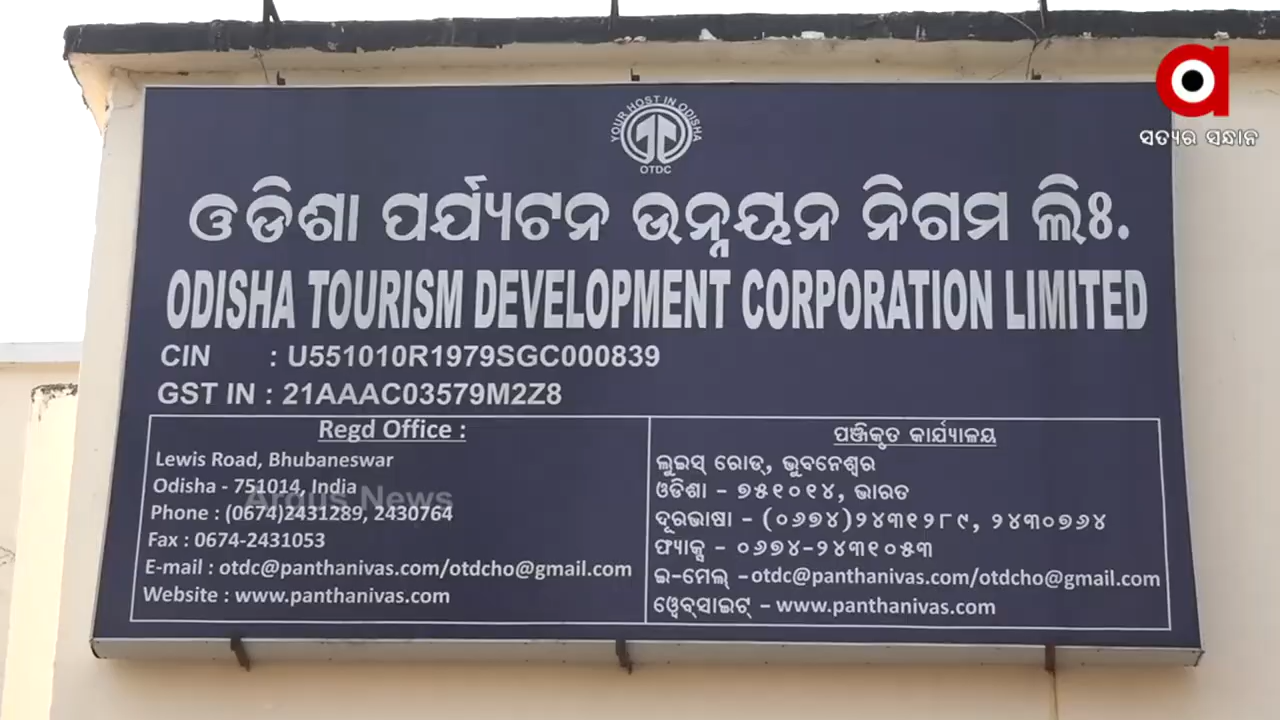 YOUR HOST IN ODISHA
OTDC
ସତ୍ୟର ସନ୍ଧାନ
ଓଡିଶା ପର୍ଯ୍ୟଟନ ଉନ୍ନୟନ ନିଗମ ଲିଃ.
ODISHA TOURISM DEVELOPMENT CORPORATION LIMITED
CIN : U551010R1979SGC000839
GST IN : 21AAAC03579M2Z8
Regd Office :
Lewis Road, Bhubaneswar
Odisha - 751014, India
Argus News
Phone : (0674)2431289, 2430764
Fax : 0674-2431053
E-mail : otdc@panthanivas.com/otdcho@gmail.com
Website : www.panthanivas.com
ପଞ୍ଜିକୃତ କାର୍ଯ୍ୟାଳୟ
ଲୁଇସ୍ ରୋଡ୍, ଭୁବନେଶ୍ୱର
ଓଡିଶା - ୭୫୧୦୧୪, ଭାରତ
ଦୂରଭାଷା - (୦୬୭୪)୨୪୩୧୨୮୯, ୨୪୩୦୭୬୪
ଫ୍ୟାକ୍ସ - ୦୬୭୪-୨୪୩୧୦୫୩
ଇ-ମେଲ୍ -otdc@panthanivas.com/otdcho@gmail.com
ୱେବ୍‌ସାଇଟ୍ - www.panthanivas.com